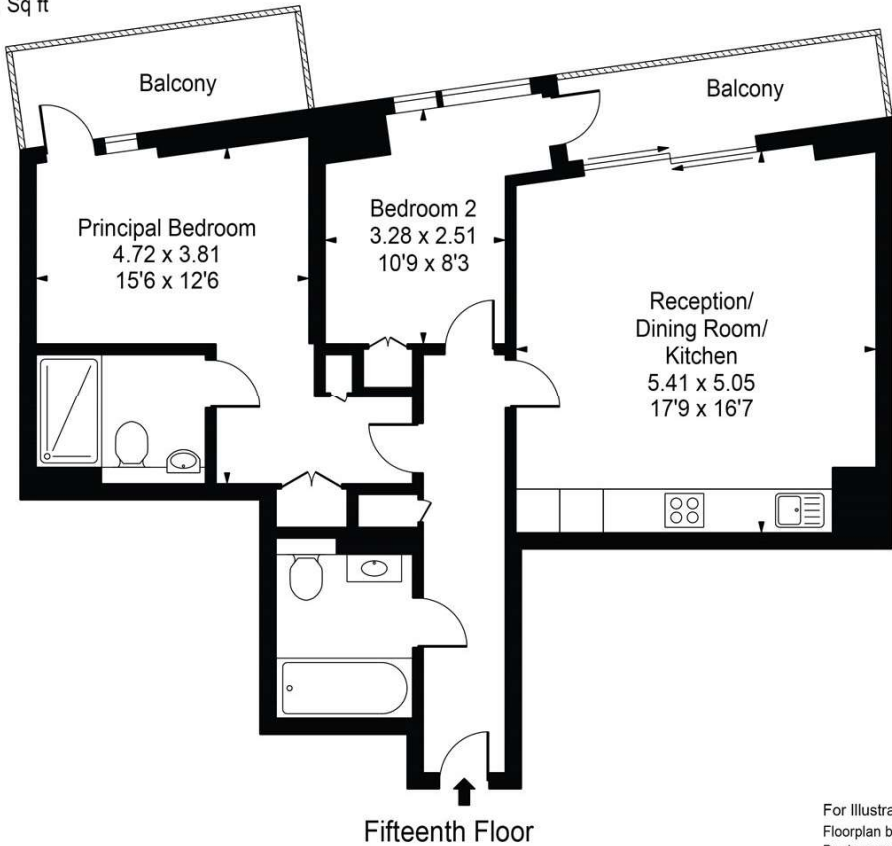 Sq ft
Balcony
Balcony
Principal Bedroom
4.72 x 3.81
15'6 x 12'6
Bedroom 2
3.28 x 2.51
10'9 x 8'3
Reception/
Dining Room/
Kitchen
5.41 x 5.05
17'9 x 16'7
Fifteenth Floor
For Illustra
Floorplan b